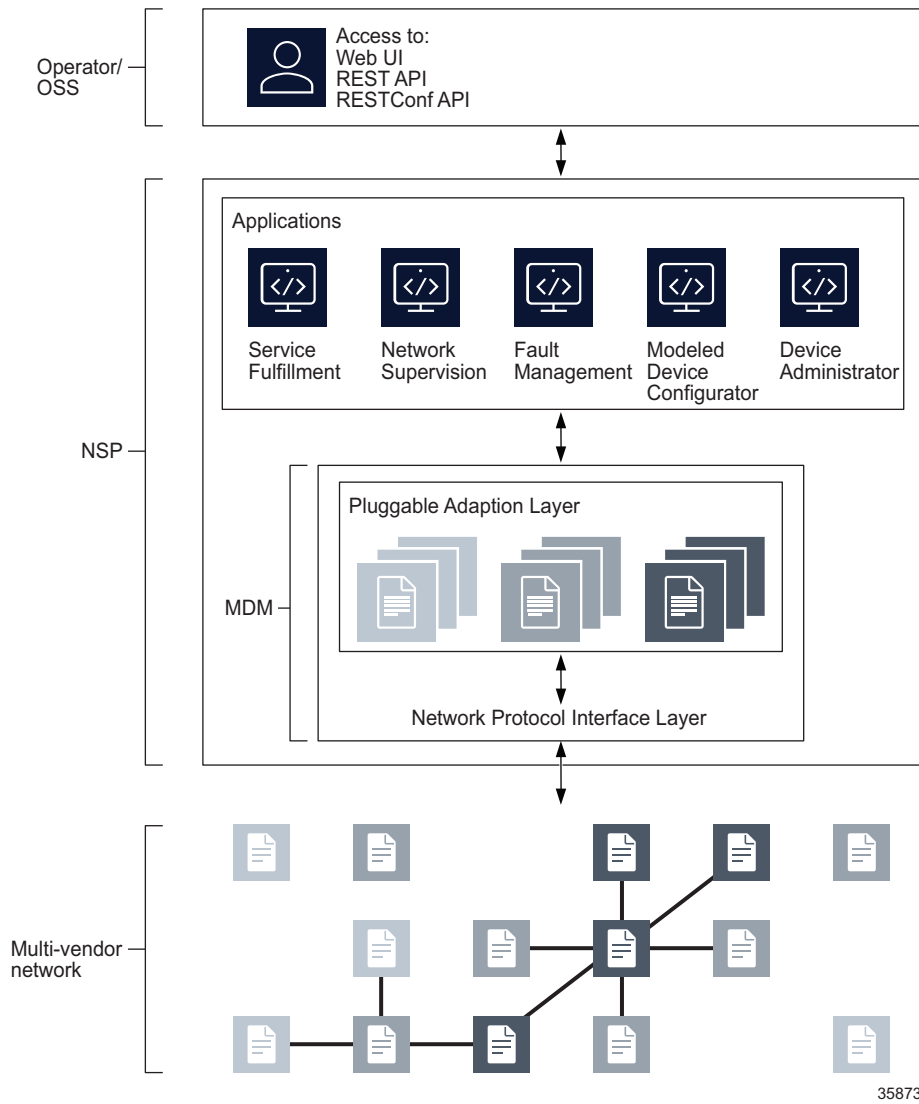 Operator/
OSS
Access to:
Web UI
REST API
RESTConf API
NSP
Applications
</>
</>
</>
</>
</>
Service
Fulfillment
Network
Supervision
Fault
Management
Modeled
Device
Configurator
Device
Administrator
MDM
Pluggable Adaption Layer
Network Protocol Interface Layer
Multi-vendor
network
35873